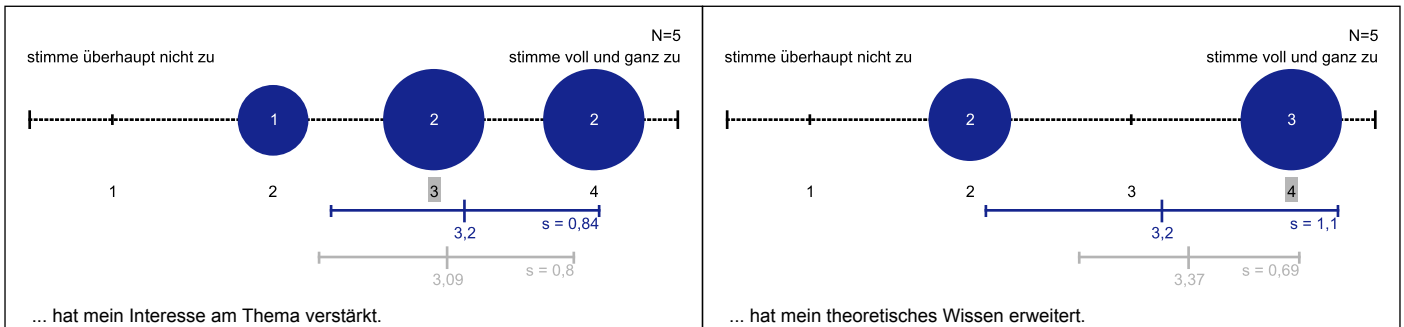 N=5
stimme überhaupt nicht zu
stimme voll und ganz zu
1
2
2
1
2
3
4
s = 0,84
3,2
s = 0,8
3,09
... hat mein Interesse am Thema verstärkt.
N=5
stimme überhaupt nicht zu
stimme voll und ganz zu
2
3
1
2
3
4
s = 1,1
3,2
s = 0,69
3,37
... hat mein theoretisches Wissen erweitert.